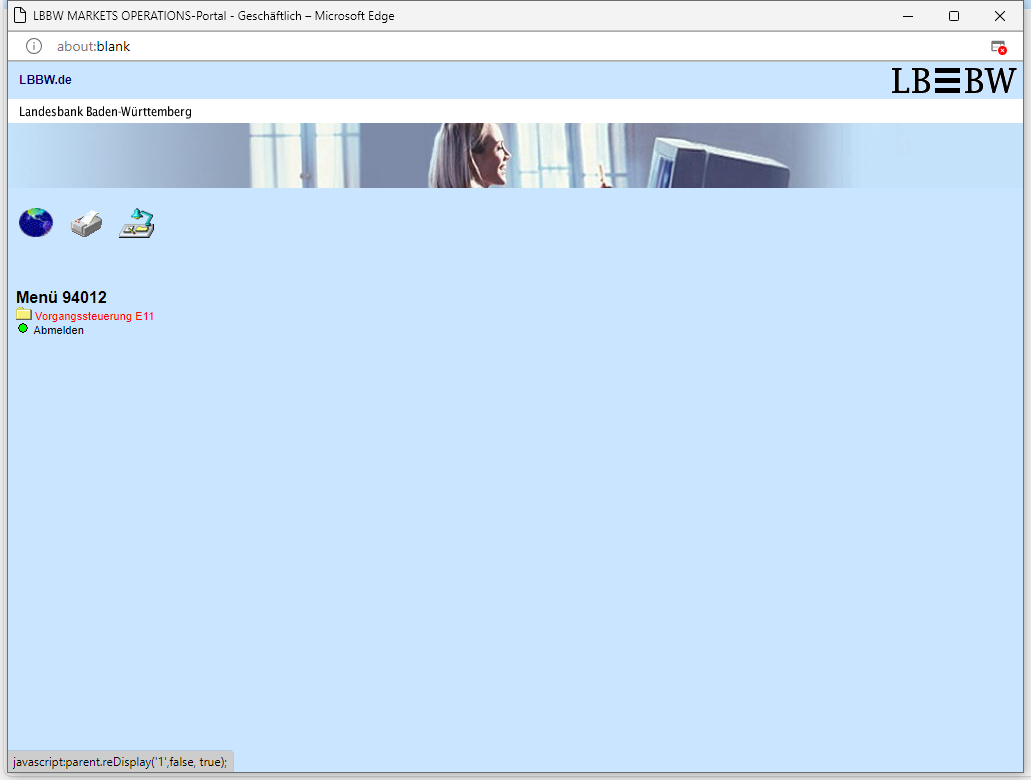 LBBW MARKETS OPERATIONS-Portal - Geschäftlich – Microsoft Edge
about:blank
LBBW.de
LBBW
Landesbank Baden-Württemberg
Menü 94012
Vorgangssteuerung E11
Abmelden
javascript:parent.reDisplay('1',false, true);